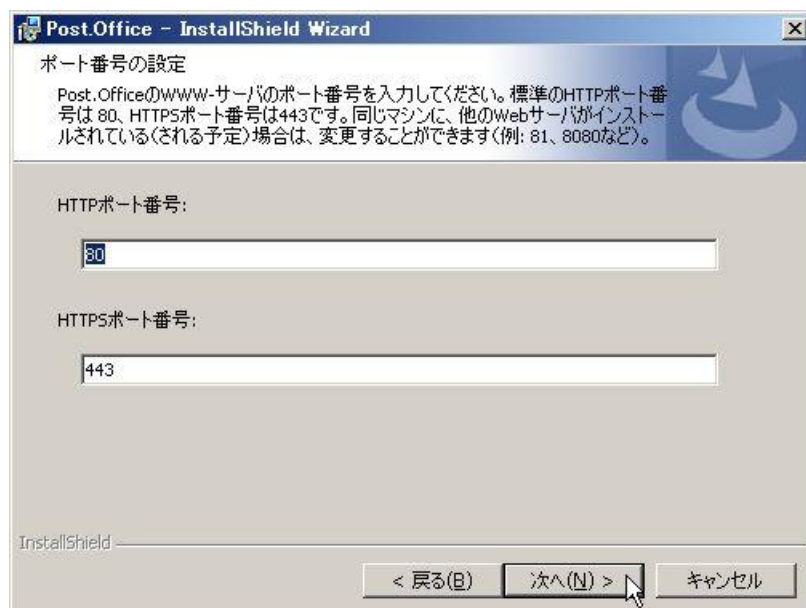 Post.Office - InstallShield Wizard
ポート番号の設定
Post.OfficeのWWW-サーバのポート番号を入力してください。標準のHTTPポート番
号は 80、HTTPSポート番号は443です。同じマシンに、他のWebサーバがインストー
ルされている(される予定)場合は、変更することができます(例: 81、8080など)。
HTTPポート番号:
80
HTTPSポート番号:
443
InstallShield
< 戻る(B)
次へ(N) >
キャンセル